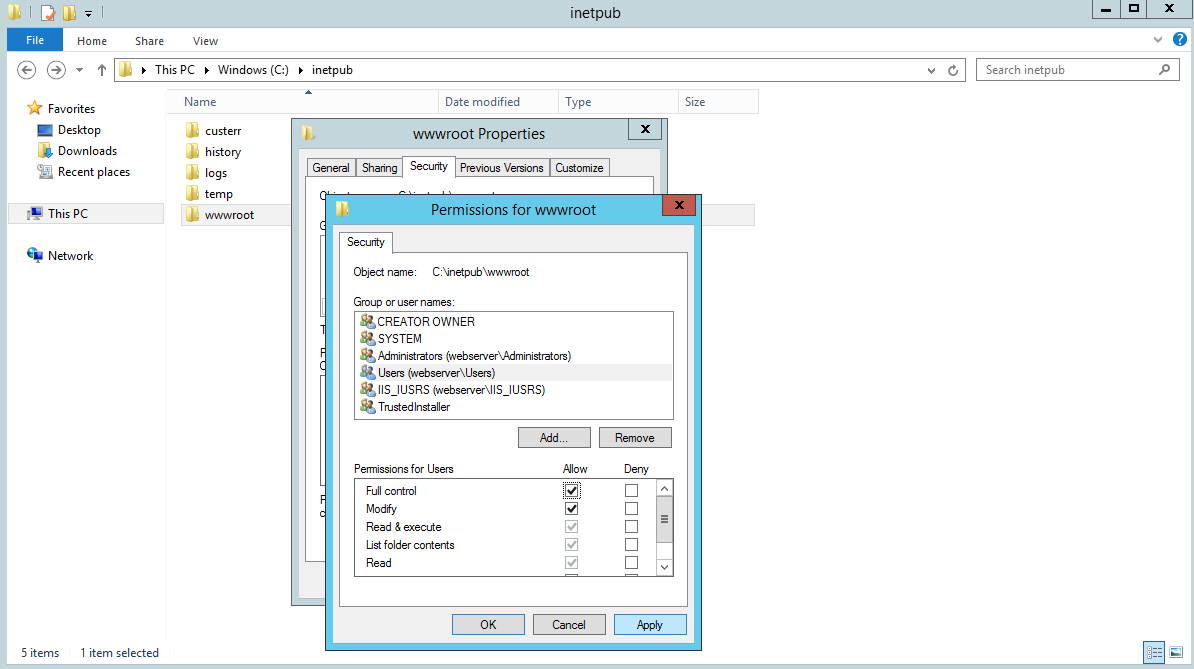 inetpub
File Home Share View
This PC Windows (C:) inetpub
Search inetpub
Name Date modified Type Size
Favorites
Desktop
Downloads
Recent places
This PC
Network
custerr
history
logs
temp
wwwroot
wwwroot Properties
General Sharing Security Previous Versions Customize
Permissions for wwwroot
Security
Object name: C:\inetpub\wwwroot
Group or user names:
CREATOR OWNER
SYSTEM
Administrators (webserver\Administrators)
Users (webserver\Users)
IIS_IUSRS (webserver\IIS_IUSRS)
TrustedInstaller
Add... Remove
Permissions for Users Allow Deny
Full control
Modify
Read & execute
List folder contents
Read
OK Cancel Apply
5 items 1 item selected